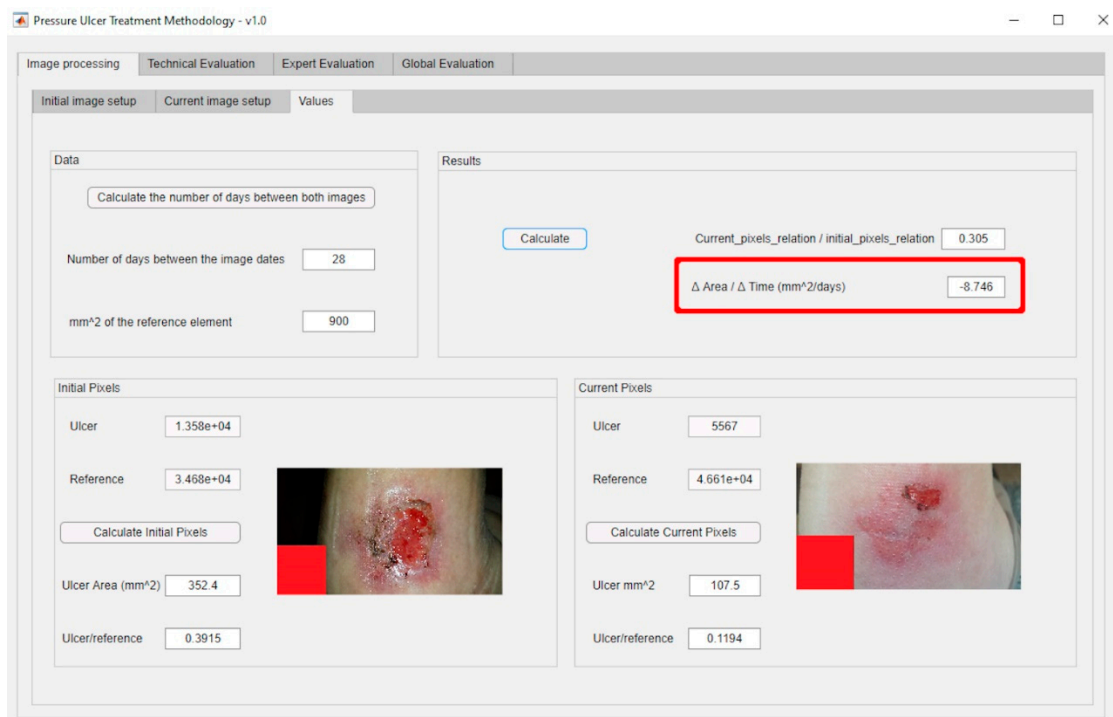 Pressure Ulcer Treatment Methodology - v1.0
Image processing Technical Evaluation Expert Evaluation Global Evaluation
Initial image setup Current image setup Values
Data
Calculate the number of days between both images
Number of days between the image dates 28
mm^2 of the reference element 900
Results
Calculate Current_pixels_relation / initial_pixels_relation 0.305
Δ Area / Δ Time (mm^2/days) -8.746
Initial Pixels
Ulcer 1.358e+04
Reference 3.468e+04
Calculate Initial Pixels
Ulcer Area (mm^2) 352.4
Ulcer/reference 0.3915
Current Pixels
Ulcer 5567
Reference 4.661e+04
Calculate Current Pixels
Ulcer mm^2 107.5
Ulcer/reference 0.1194